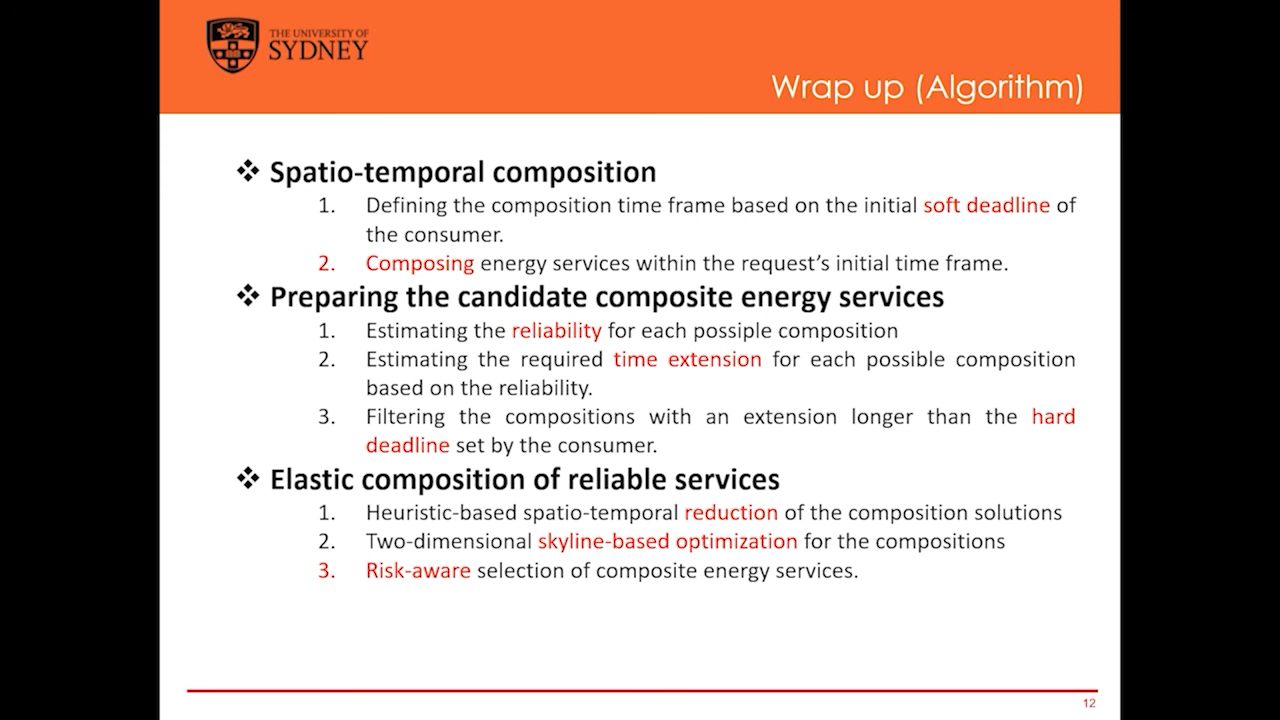 THE UNIVERSITY OF
SYDNEY
Wrap up (Algorithm)
❖ Spatio-temporal composition
1. Defining the composition time frame based on the initial soft deadline of
the consumer.
2. Composing energy services within the request's initial time frame.
❖ Preparing the candidate composite energy services
1. Estimating the reliability for each possiple composition
2. Estimating the required time extension for each possible composition
based on the reliability.
3. Filtering the compositions with an extension longer than the hard
deadline set by the consumer.
❖ Elastic composition of reliable services
1. Heuristic-based spatio-temporal reduction of the composition solutions
2. Two-dimensional skyline-based optimization for the compositions
3. Risk-aware selection of composite energy services.
12